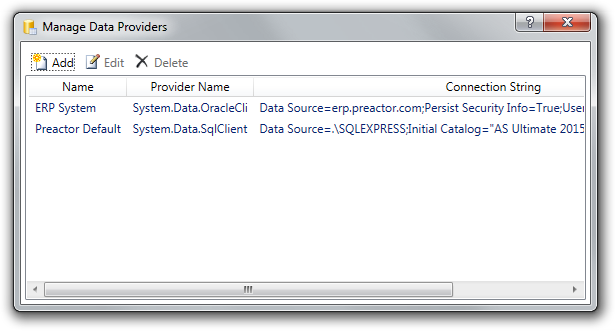 Manage Data Providers
Add Edit Delete
Name Provider Name Connection String
ERP System System.Data.OracleCli Data Source=erp.preactor.com;Persist Security Info=True;User
Preactor Default System.Data.SqlClient Data Source=.\SQLEXPRESS;Initial Catalog="AS Ultimate 2015